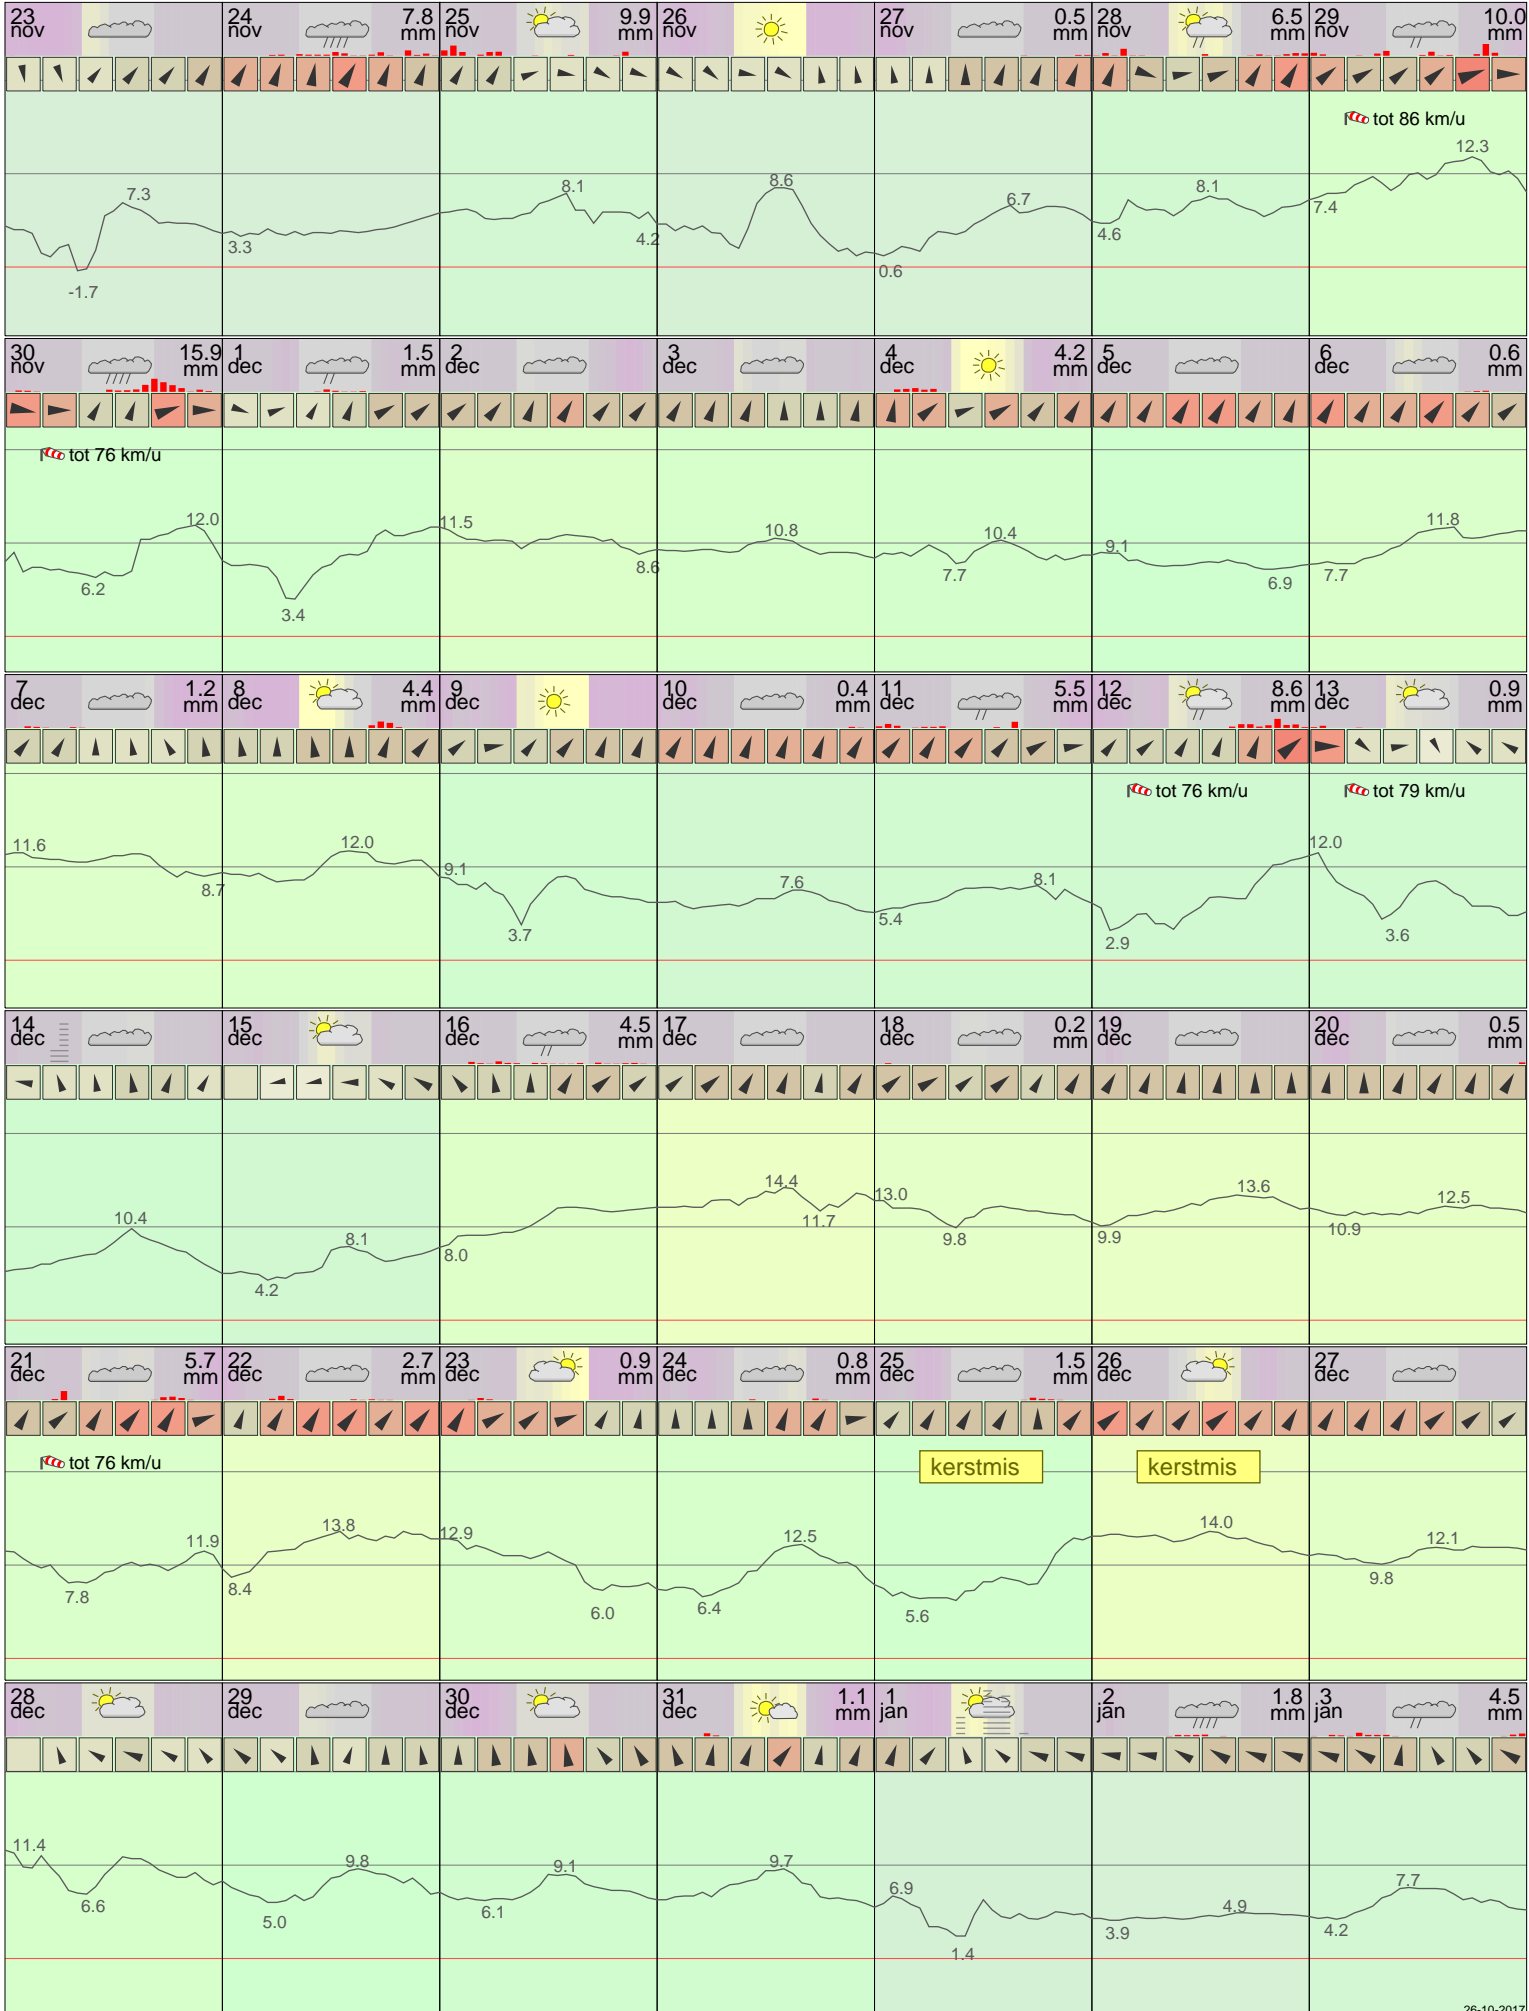 23 24 7.8 25 9.9 26 27 0.5 28 6.5 29 10.0
nov nov mm nov mm nov nov mm nov mm nov mm
tot 86 km/u
7.3 3.3 8.1 4.2 8.6 6.7 4.6 8.1 7.4 12.3
-1.7 0.6
30 15.9 1 1.5 2 3 4 4.2 5 6 0.6
nov mm dec mm dec dec dec mm dec dec mm
tot 76 km/u
6.2 12.0 3.4 11.5 8.6 10.8 7.7 10.4 9.1 6.9 7.7 11.8
7 1.2 8 4.4 9 10 0.4 11 5.5 12 8.6 13 0.9
dec mm dec mm dec dec mm dec mm dec mm dec mm
tot 76 km/u tot 79 km/u
11.6 8.7 12.0 9.1 3.7 7.6 5.4 8.1 2.9 12.0 3.6
14 15 16 4.5 17 18 0.2 19 20 0.5
dec dec dec mm dec dec mm dec dec mm
10.4 4.2 8.1 8.0 14.4 11.7 13.0 9.8 9.9 13.6 10.9 12.5
21 5.7 22 2.7 23 0.9 24 0.8 25 1.5 26 27
dec mm dec mm dec mm dec mm dec mm dec dec
tot 76 km/u kerstmis kerstmis
7.8 11.9 8.4 13.8 12.9 6.0 6.4 12.5 5.6 14.0 9.8 12.1
28 29 30 31 1.1 1 2 1.8 3 4.5
dec dec dec dec mm jan jan mm jan mm
11.4 6.6 5.0 9.8 6.1 9.1 9.7 6.9 1.4 3.9 4.9 4.2 7.7
26-10-2017